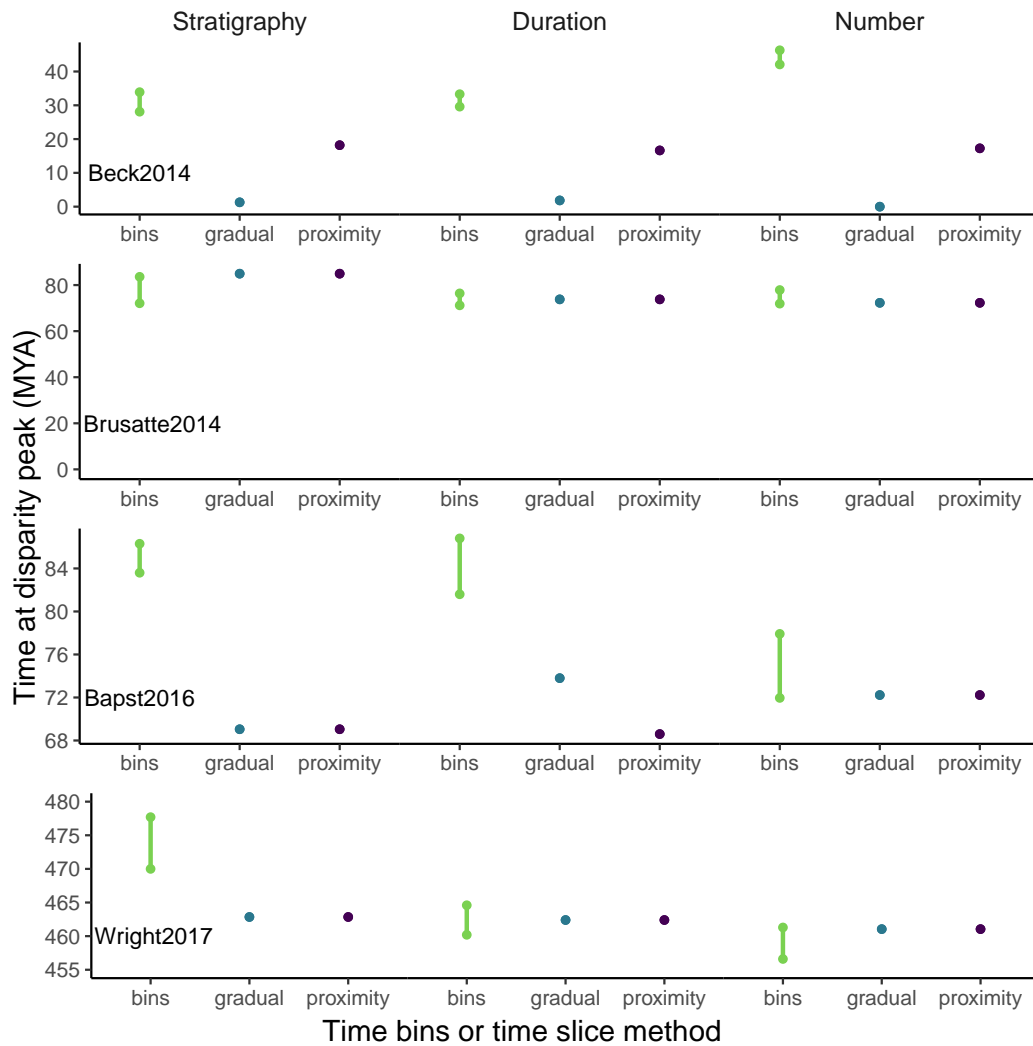 Stratigraphy Duration Number
Time at disparity peak (MYA)
40
30
20
10
0
Beck2014
bins gradual proximity bins gradual proximity bins gradual proximity
80
60
40
20
0
Brusatte2014
bins gradual proximity bins gradual proximity bins gradual proximity
84
80
76
72
68
Bapst2016
bins gradual proximity bins gradual proximity bins gradual proximity
480
475
470
465
460
455
Wright2017
bins gradual proximity bins gradual proximity bins gradual proximity
Time bins or time slice method